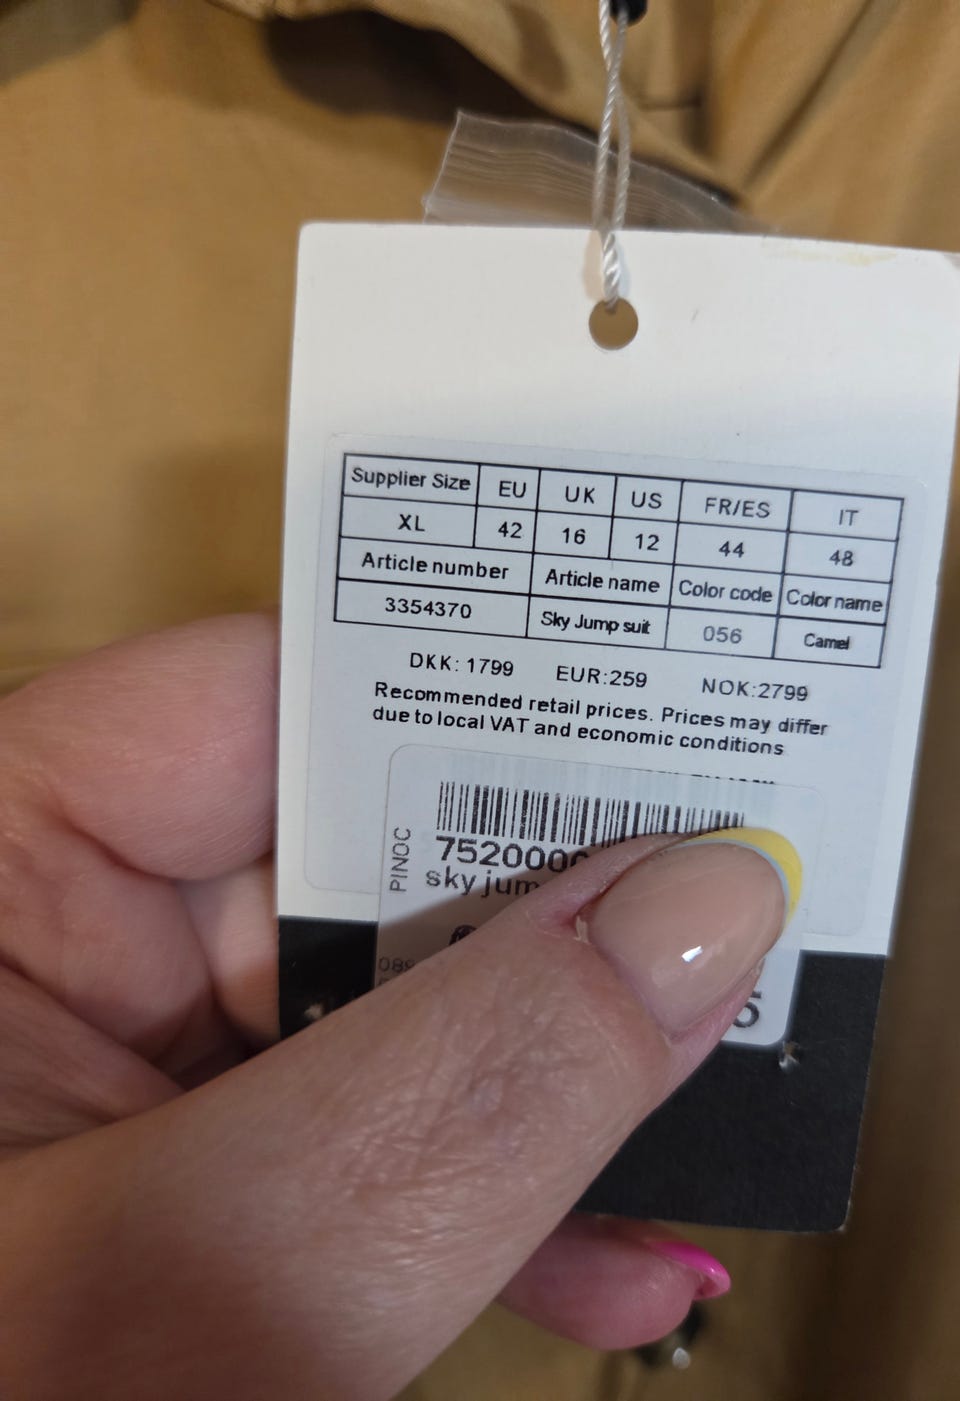 Supplier Size EU UK US FR/ES IT
XL 42 16 12 44 48
Article number Article name Color code Color name
3354370 Sky Jump suit 056 Camel
DKK: 1799 EUR:259 NOK:2799
Recommended retail prices. Prices may differ
due to local VAT and economic conditions
PINOC
sky